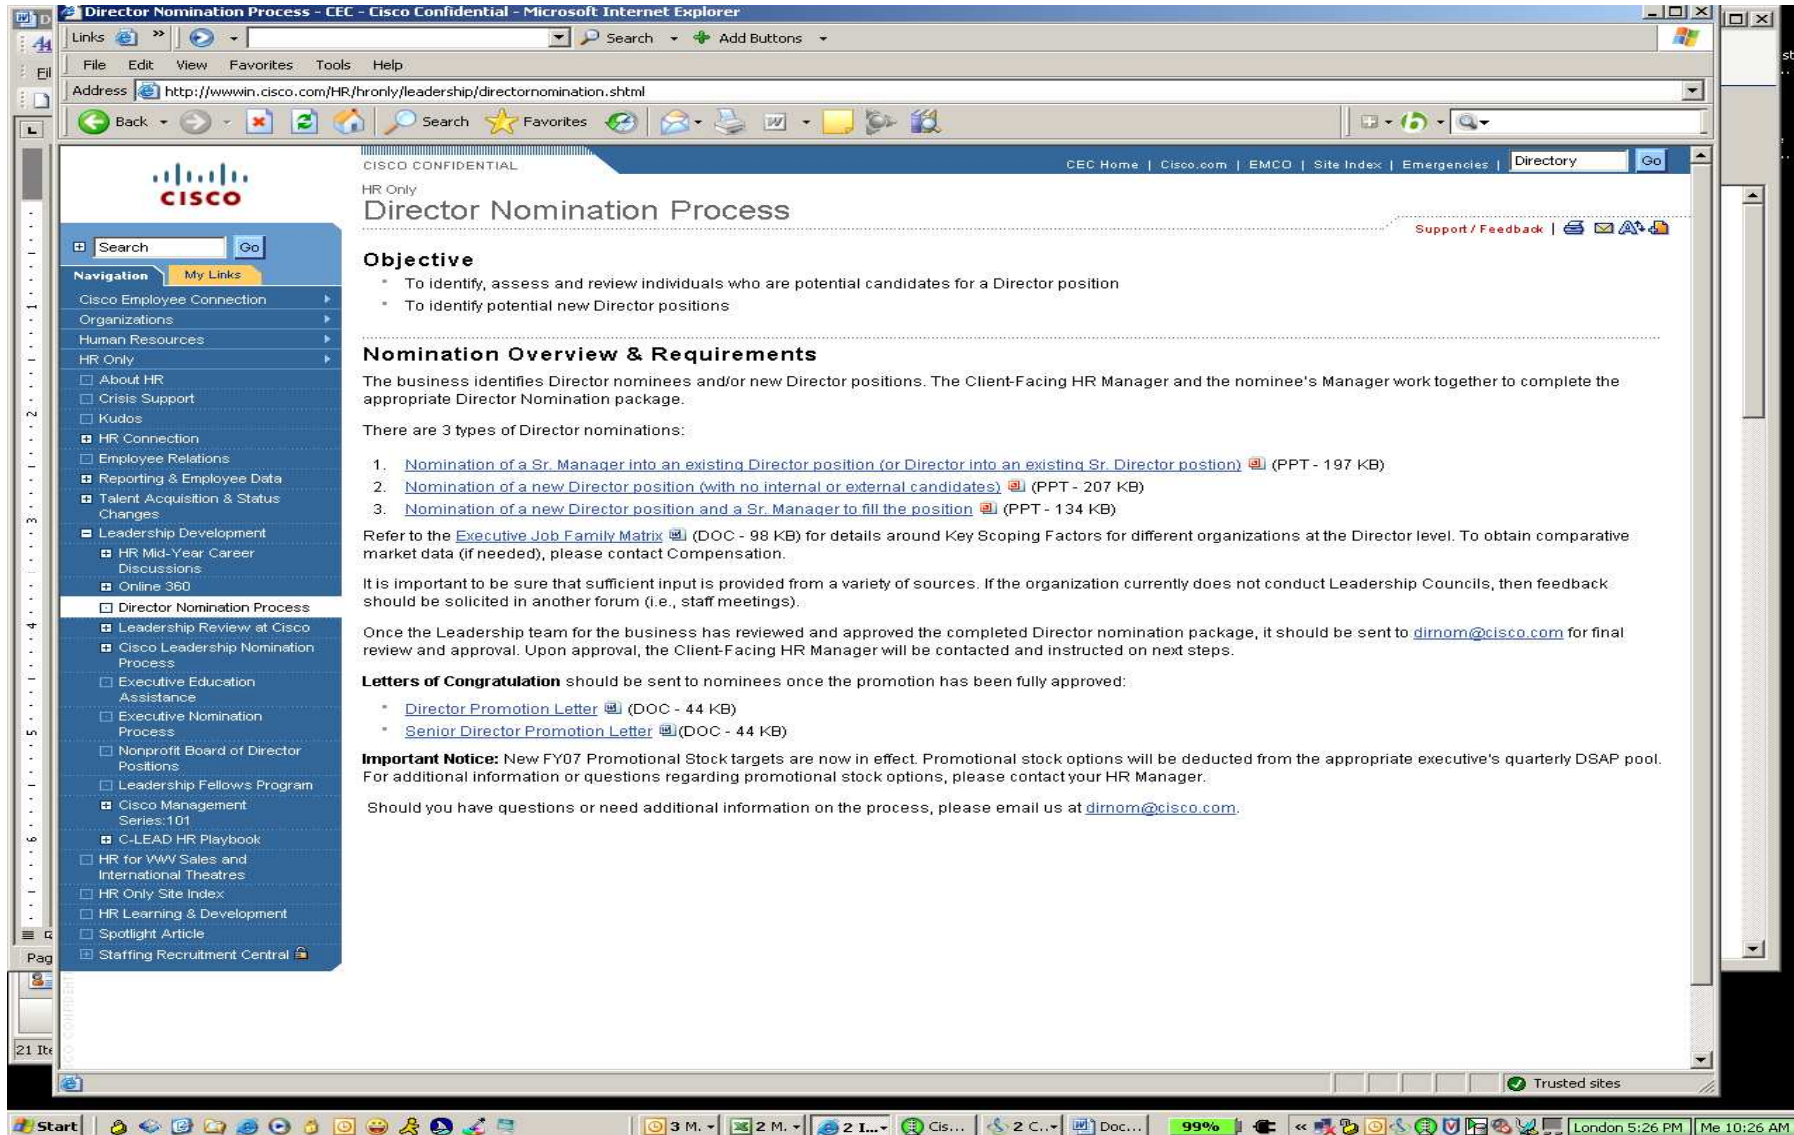 Director Nomination Process - CEC - Cisco Confidential - Microsoft Internet Explorer
Links » Search Add Buttons
File Edit View Favorites Tools Help
Address http://wwwin.cisco.com/HR/hronly/leadership/directornomination.shtml
Back Search Favorites
CISCO
Search Go
Navigation My Links
Cisco Employee Connection
Organizations
Human Resources
HR Only
About HR
Crisis Support
Kudos
HR Connection
Employee Relations
Reporting & Employee Data
Talent Acquisition & Status
Changes
Leadership Development
HR Mid-Year Career
Discussions
Online 360
Director Nomination Process
Leadership Review at Cisco
Cisco Leadership Nomination
Process
Executive Education
Assistance
Executive Nomination
Process
Nonprofit Board of Director
Positions
Leadership Fellows Program
Cisco Management
Series:101
C-LEAD HR Playbook
HR for WW Sales and
International Theatres
HR Only Site Index
HR Learning & Development
Spotlight Article
Staffing Recruitment Central
CISCO CONFIDENTIAL
CEC Home | Cisco.com | EMCO | Site Index | Emergencies | Directory Go
HR Only
Director Nomination Process
Support / Feedback |
Objective
To identify, assess and review individuals who are potential candidates for a Director position
To identify potential new Director positions
Nomination Overview & Requirements
The business identifies Director nominees and/or new Director positions. The Client-Facing HR Manager and the nominee's Manager work together to complete the
appropriate Director Nomination package.
There are 3 types of Director nominations:
1. Nomination of a Sr. Manager into an existing Director position (or Director into an existing Sr. Director postion) (PPT - 197 KB)
2. Nomination of a new Director position (with no internal or external candidates) (PPT - 207 KB)
3. Nomination of a new Director position and a Sr. Manager to fill the position (PPT - 134 KB)
Refer to the Executive Job Family Matrix (DOC - 98 KB) for details around Key Scoping Factors for different organizations at the Director level. To obtain comparative
market data (if needed), please contact Compensation.
It is important to be sure that sufficient input is provided from a variety of sources. If the organization currently does not conduct Leadership Councils, then feedback
should be solicited in another forum (i.e., staff meetings).
Once the Leadership team for the business has reviewed and approved the completed Director nomination package, it should be sent to dirnom@cisco.com for final
review and approval. Upon approval, the Client-Facing HR Manager will be contacted and instructed on next steps.
Letters of Congratulation should be sent to nominees once the promotion has been fully approved:
Director Promotion Letter (DOC - 44 KB)
Senior Director Promotion Letter (DOC - 44 KB)
Important Notice: New FY07 Promotional Stock targets are now in effect. Promotional stock options will be deducted from the appropriate executive's quarterly DSAP pool.
For additional information or questions regarding promotional stock options, please contact your HR Manager.
Should you have questions or need additional information on the process, please email us at dirnom@cisco.com.
Pag
21 Ite
Trusted sites
Start 3 M. 2 M. 2 I... Cis... 2 C... Doc... 99% « London 5:26 PM Me 10:26 AM